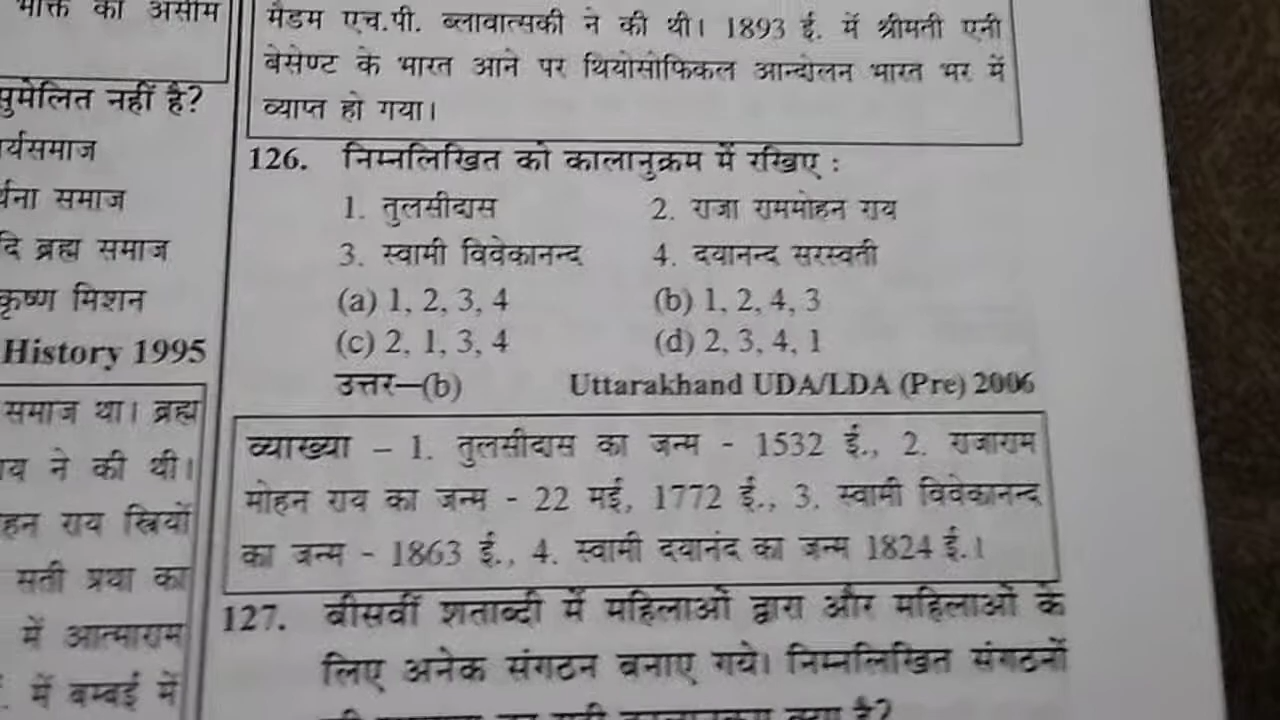 भक्ति का असीम
सुमेलित नहीं है?
र्यसमाज
र्थना समाज
दि ब्रह्म समाज
कृष्ण मिशन
History 1995
समाज था। ब्रह्म
य ने की थी।
हन राय स्त्रियों
सती प्रथा का
में आत्माराम
में बम्बई में
मैडम एच.पी. ब्लावात्सकी ने की थी। 1893 ई. में श्रीमती एनी
बेसेण्ट के भारत आने पर थियोसोफिकल आन्दोलन भारत भर में
व्याप्त हो गया।
126. निम्नलिखित को कालानुक्रम में रखिए :
1. तुलसीदास 2. राजा राममोहन राय
3. स्वामी विवेकानन्द 4. दयानन्द सरस्वती
(a) 1, 2, 3, 4 (b) 1, 2, 4, 3
(c) 2, 1, 3, 4 (d) 2, 3, 4, 1
उत्तर—(b) Uttarakhand UDA/LDA (Pre) 2006
व्याख्या – 1. तुलसीदास का जन्म - 1532 ई., 2. राजाराम
मोहन राय का जन्म - 22 मई, 1772 ई., 3. स्वामी विवेकानन्द
का जन्म - 1863 ई., 4. स्वामी दयानंद का जन्म 1824 ई.।
127. बीसवीं शताब्दी में महिलाओं द्वारा और महिलाओं के
लिए अनेक संगठन बनाए गये। निम्नलिखित संगठनों
क्या है?